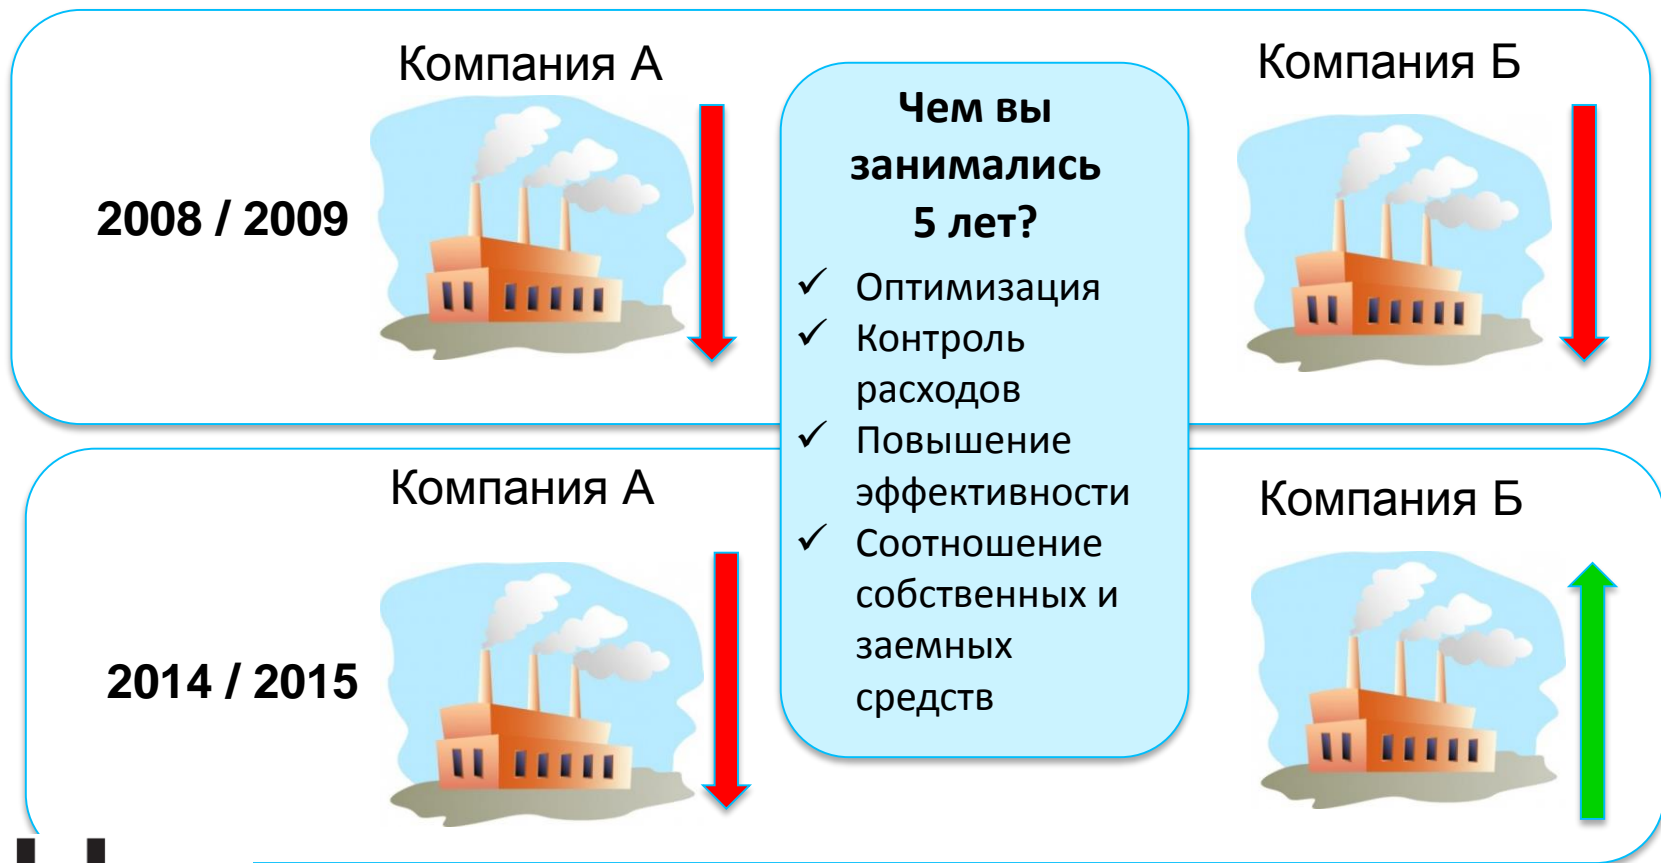 Компания А
Компания Б
2008 / 2009
Чем вы
занимались
5 лет?
✓ Оптимизация
✓ Контроль
расходов
✓ Повышение
эффективности
✓ Соотношение
собственных и
заемных
средств
Компания А
Компания Б
2014 / 2015